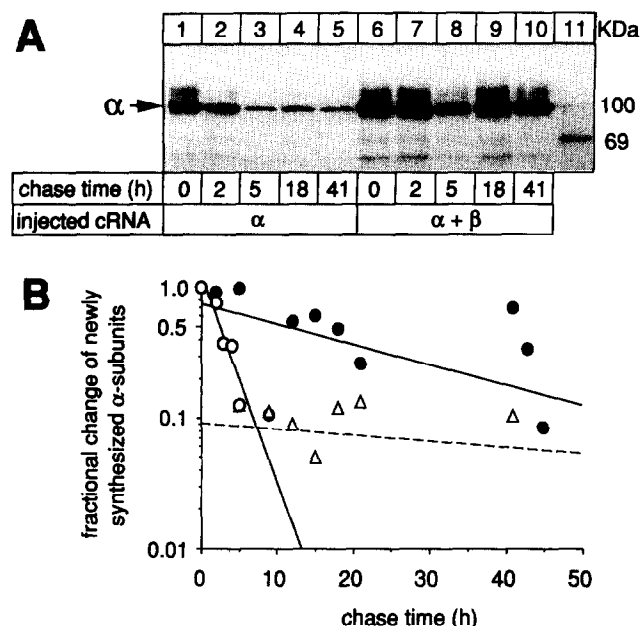 A
1 2 3 4 5 6 7 8 9 10 11 KDa
α
100
69
chase time (h) 0 2 5 18 41 0 2 5 18 41
injected cRNA α α + β
B
fractional change of newly
synthesized α-subunits
1.0
0.5
0.1
0.01
0 10 20 30 40 50
chase time (h)